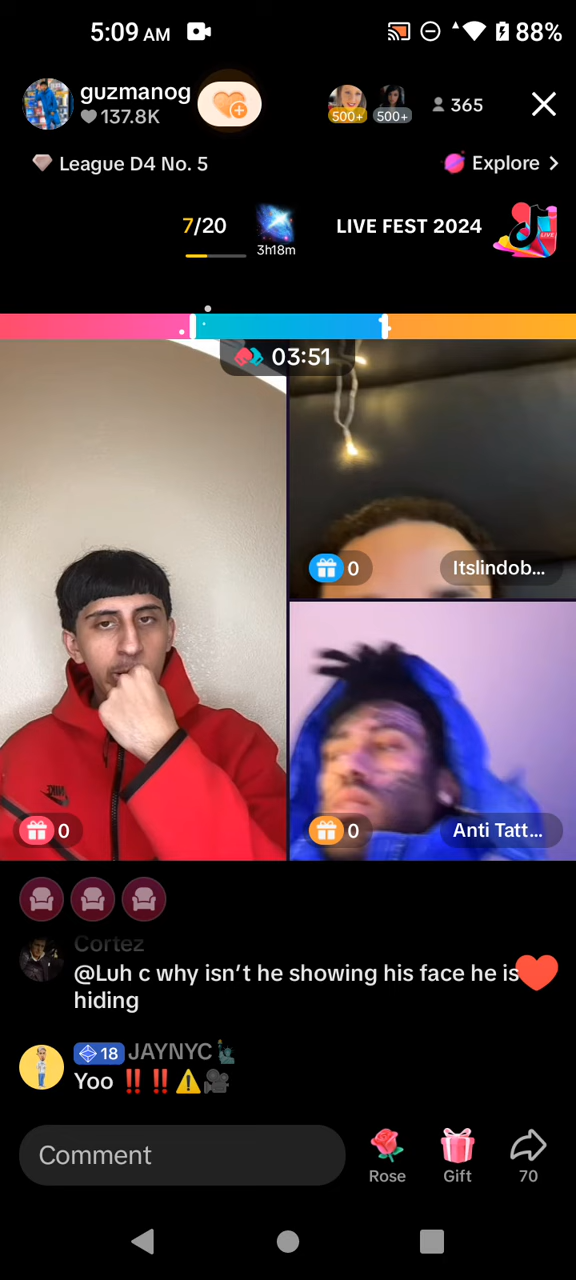 5:09 AM
88%
guzmanog
137.8K
500+
500+
365
League D4 No. 5
Explore
7/20
3h18m
LIVE FEST 2024
LIVE
03:51
0
Itslindob...
NIKE
0
0
Anti Tatt...
Cortez
@Luh c why isn't he showing his face he is
hiding
18 JAYNYC🗽
Yoo ‼️‼️⚠️🎥
Comment
Rose
Gift
70